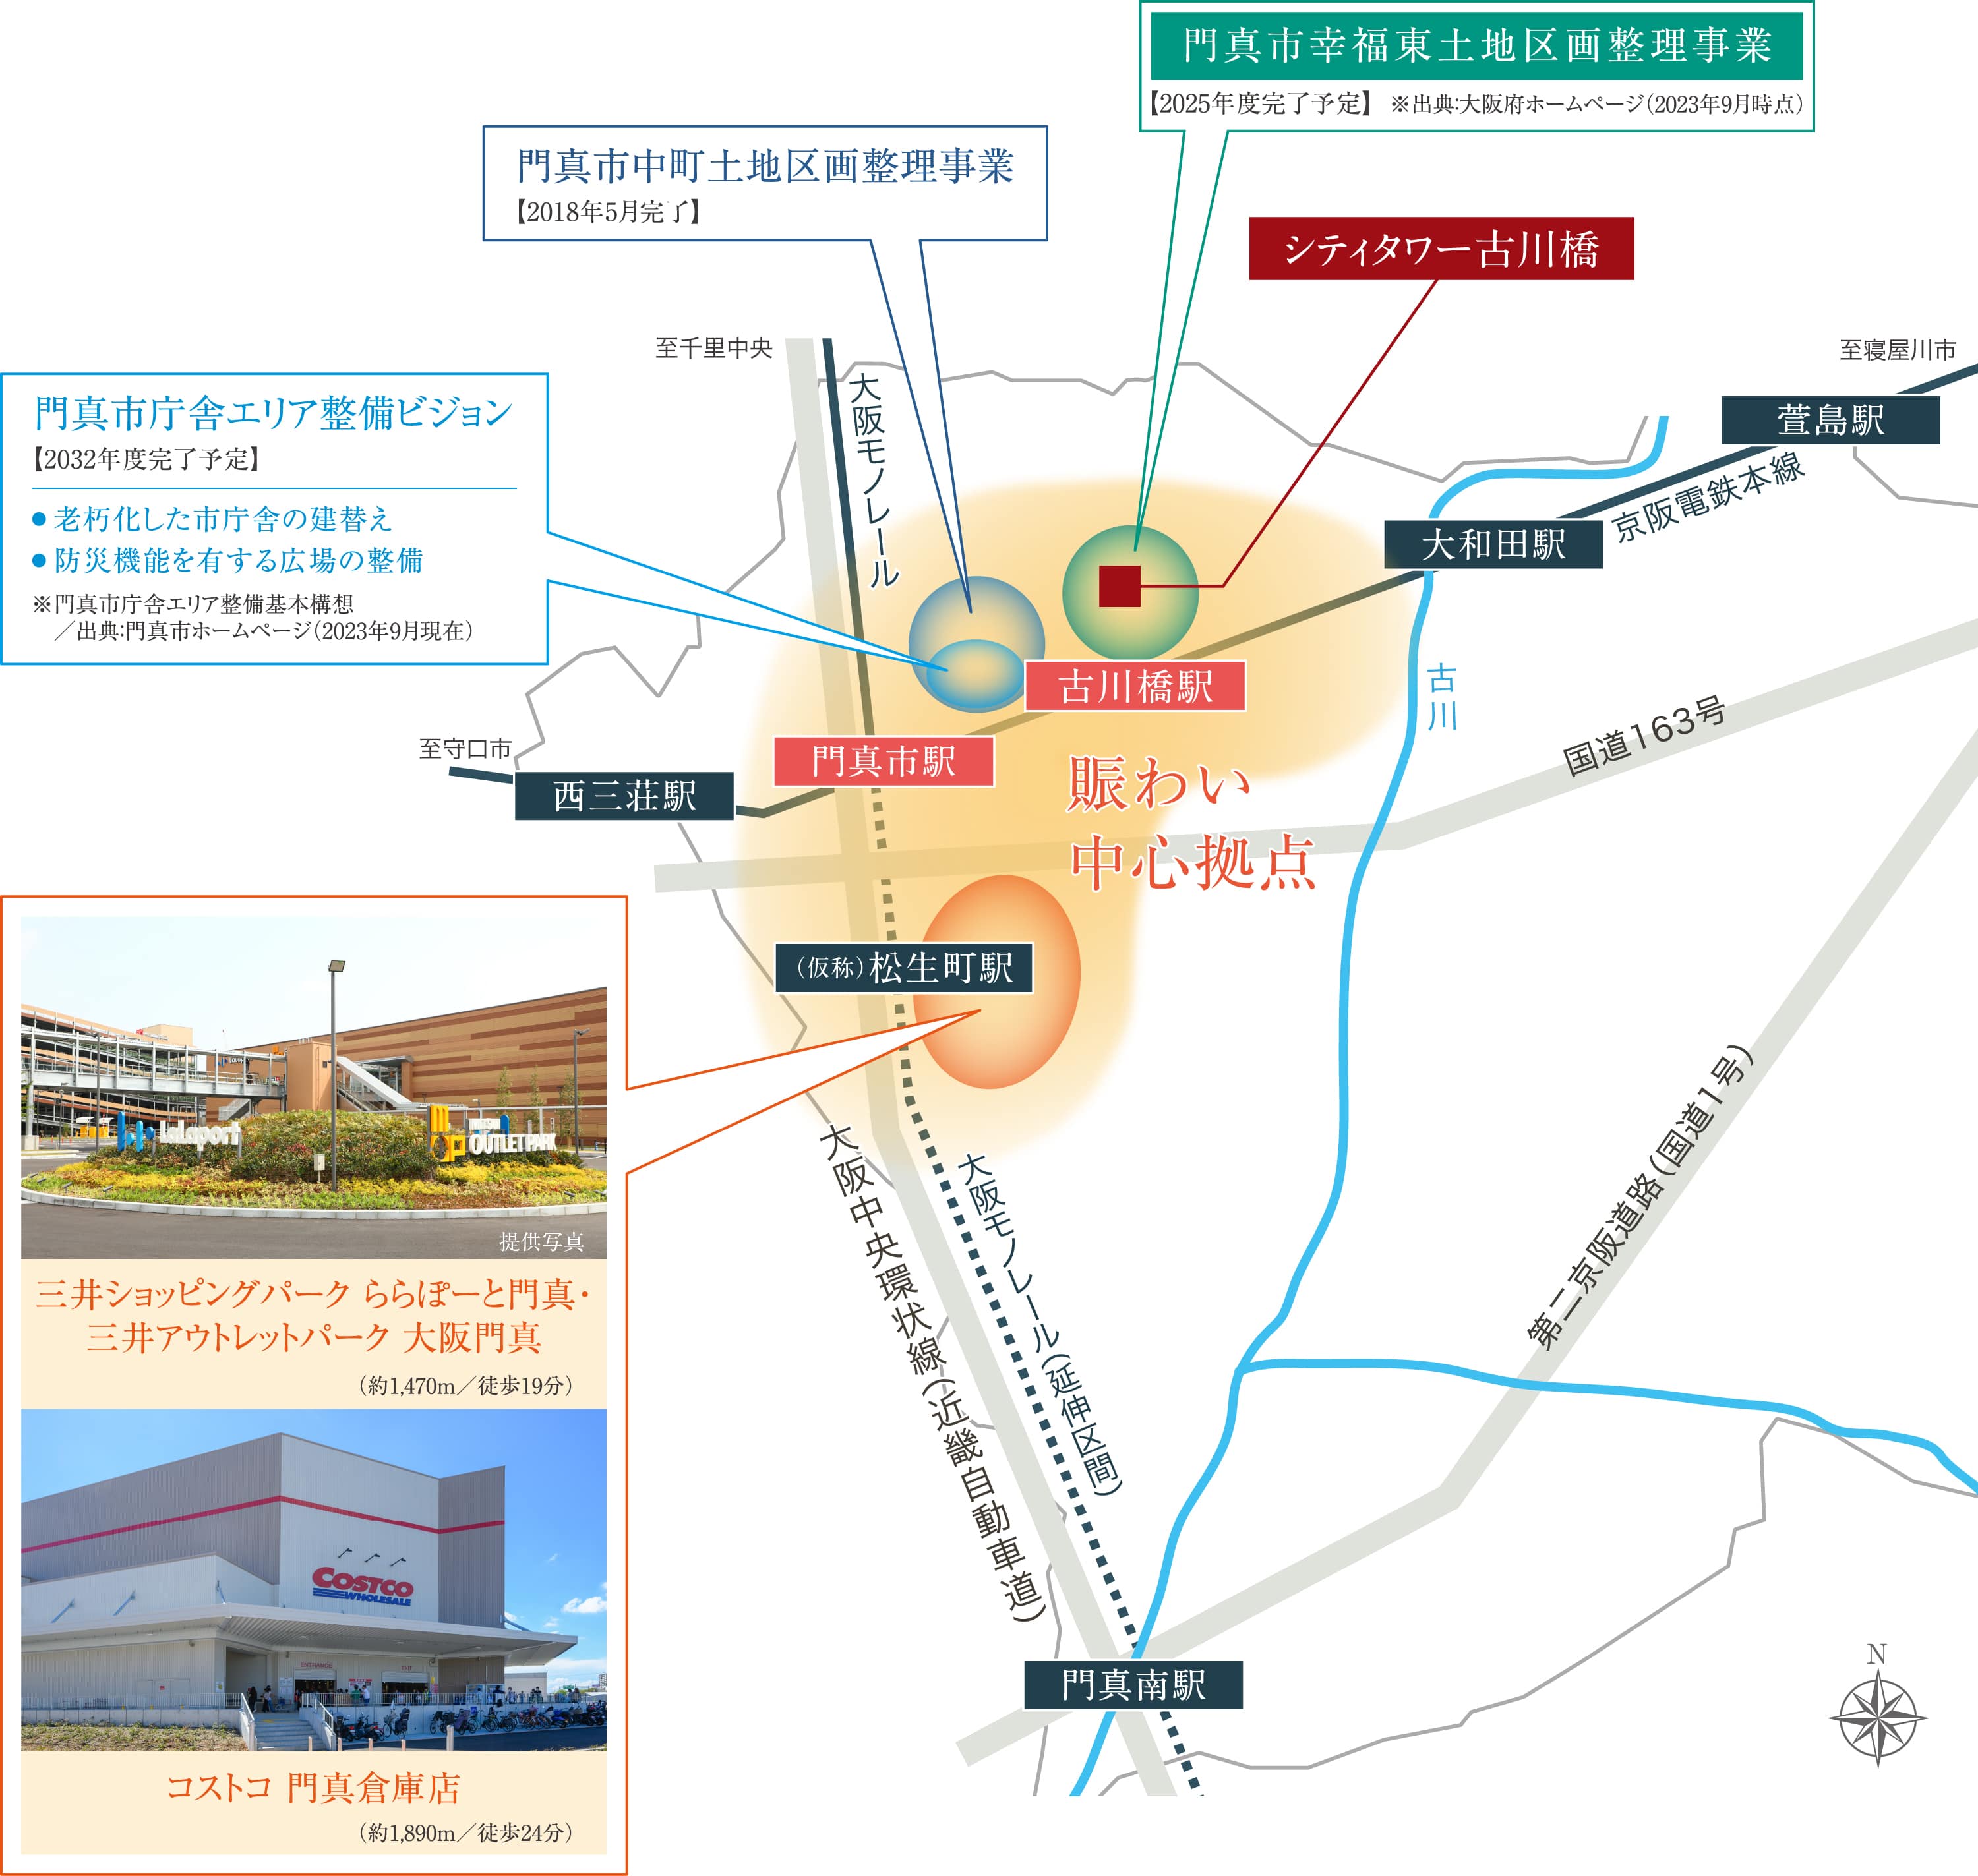 門真市幸福東土地区画整理事業
【2025年度完了予定】 ※出典:大阪府ホームページ(2023年9月時点)
門真市中町土地区画整理事業
【2018年5月完了】
シティタワー古川橋
至千里中央
至寝屋川市
大阪モノレール
萱島駅
京阪電鉄本線
大和田駅
門真市庁舎エリア整備ビジョン
【2032年度完了予定】
●老朽化した市庁舎の建替え
●防災機能を有する広場の整備
※門真市庁舎エリア整備基本構想
／出典:門真市ホームページ(2023年9月現在)
古川橋駅
古川
国道163号
至守口市
門真市駅
西三荘駅
賑わい
中心拠点
(仮称)松生町駅
LaLaport
MITSUI
OUTLET PARK
提供写真
三井ショッピングパーク ららぽーと門真・
三井アウトレットパーク 大阪門真
(約1,470m／徒歩19分)
COSTCO
WHOLESALE
ENTRANCE
EXIT
コストコ 門真倉庫店
(約1,890m／徒歩24分)
大阪中央環状線(近畿自動車道)
大阪モノレール(延伸区間)
第二京阪道路(国道1号)
門真南駅
N